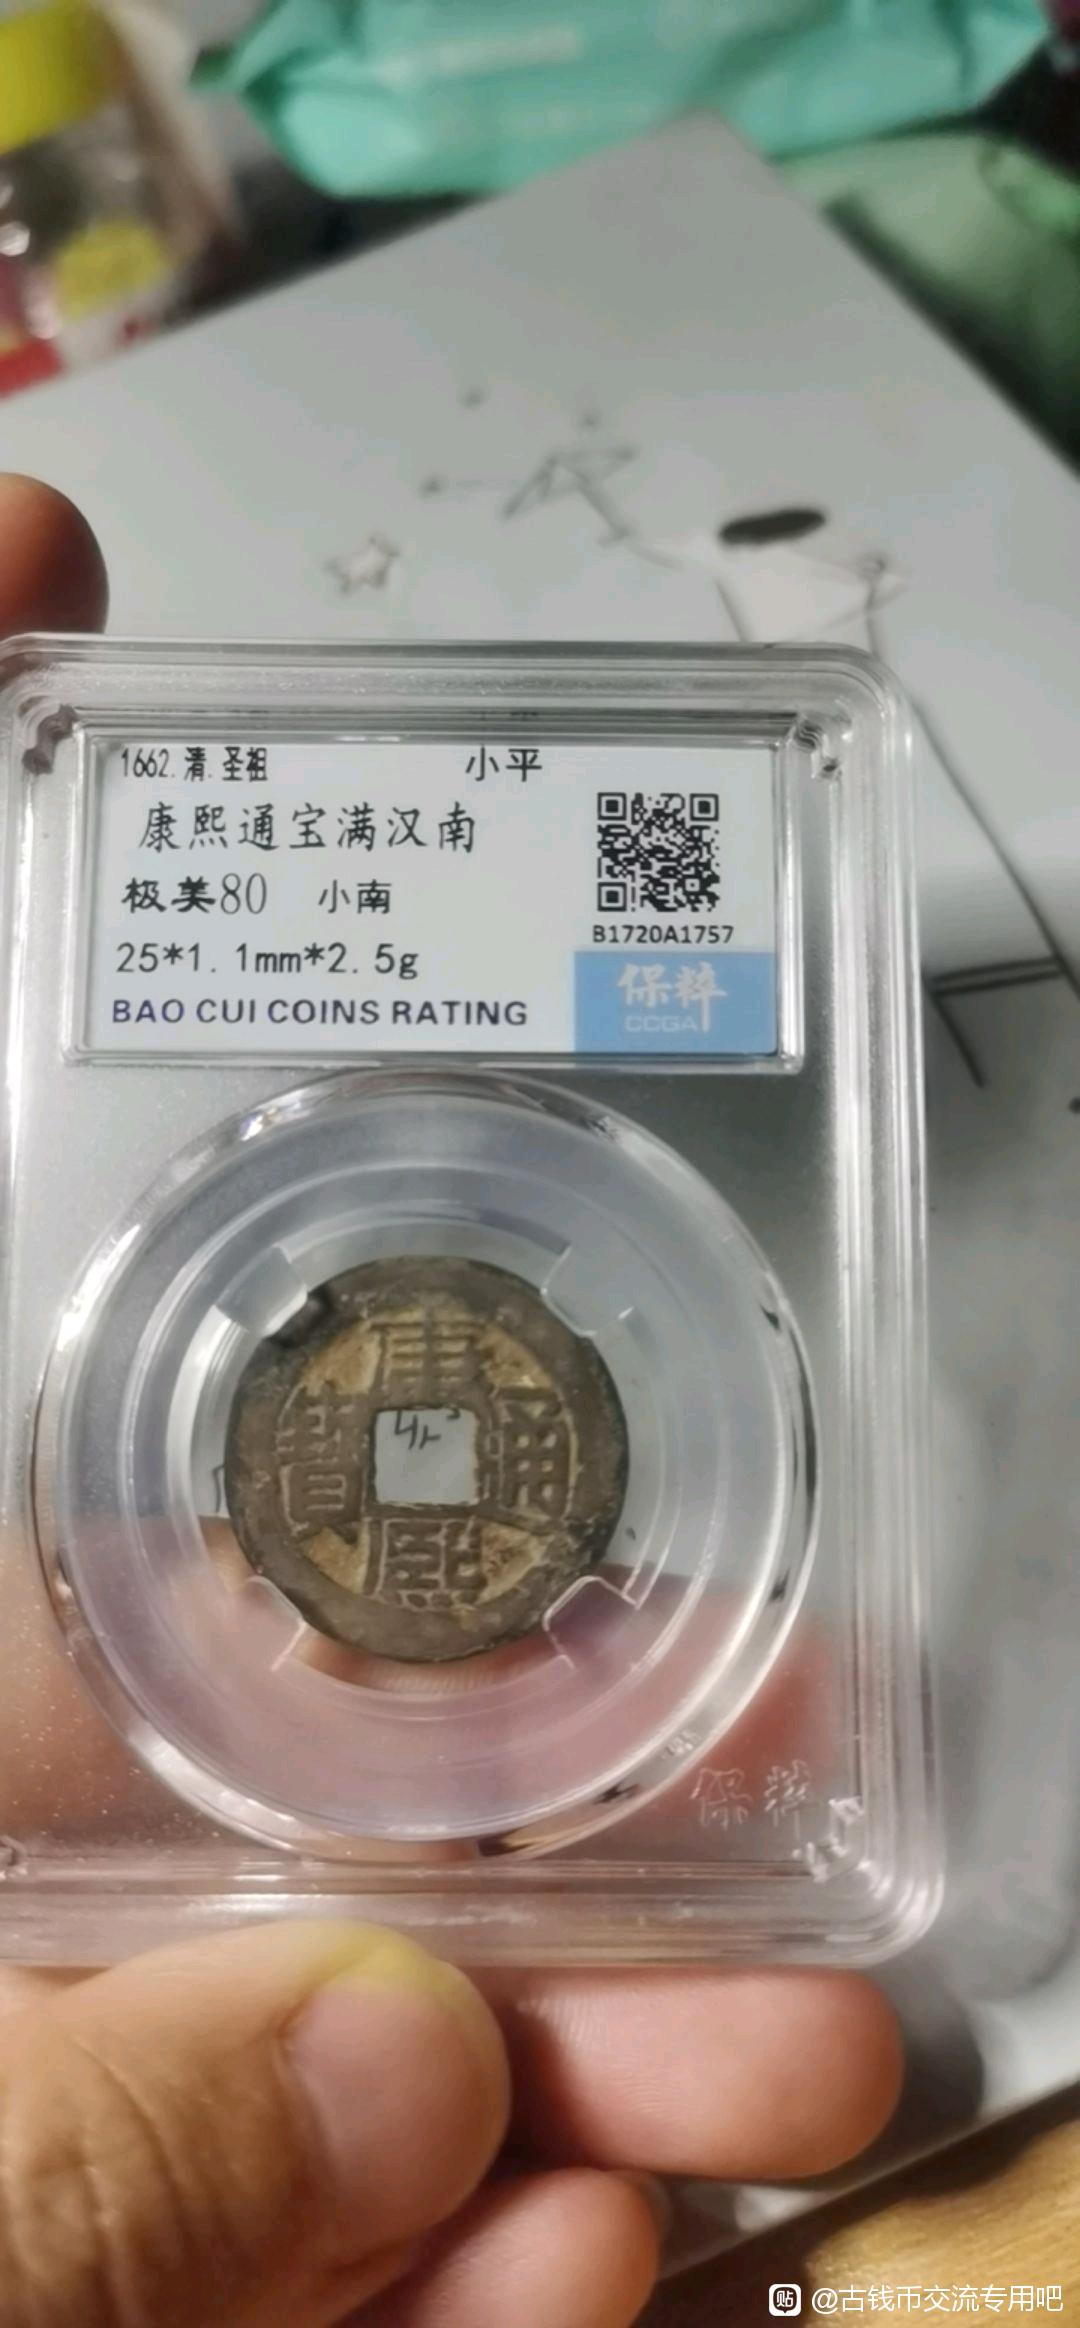 1662.清.圣祖 小平
康熙通宝满汉南
极美80 小南
25*1.1mm*2.5g
B1720A1757
BAO CUI COINS RATING
保粹
CCGA
康
寶 通
熙
保粹
贴 @古钱币交流专用吧